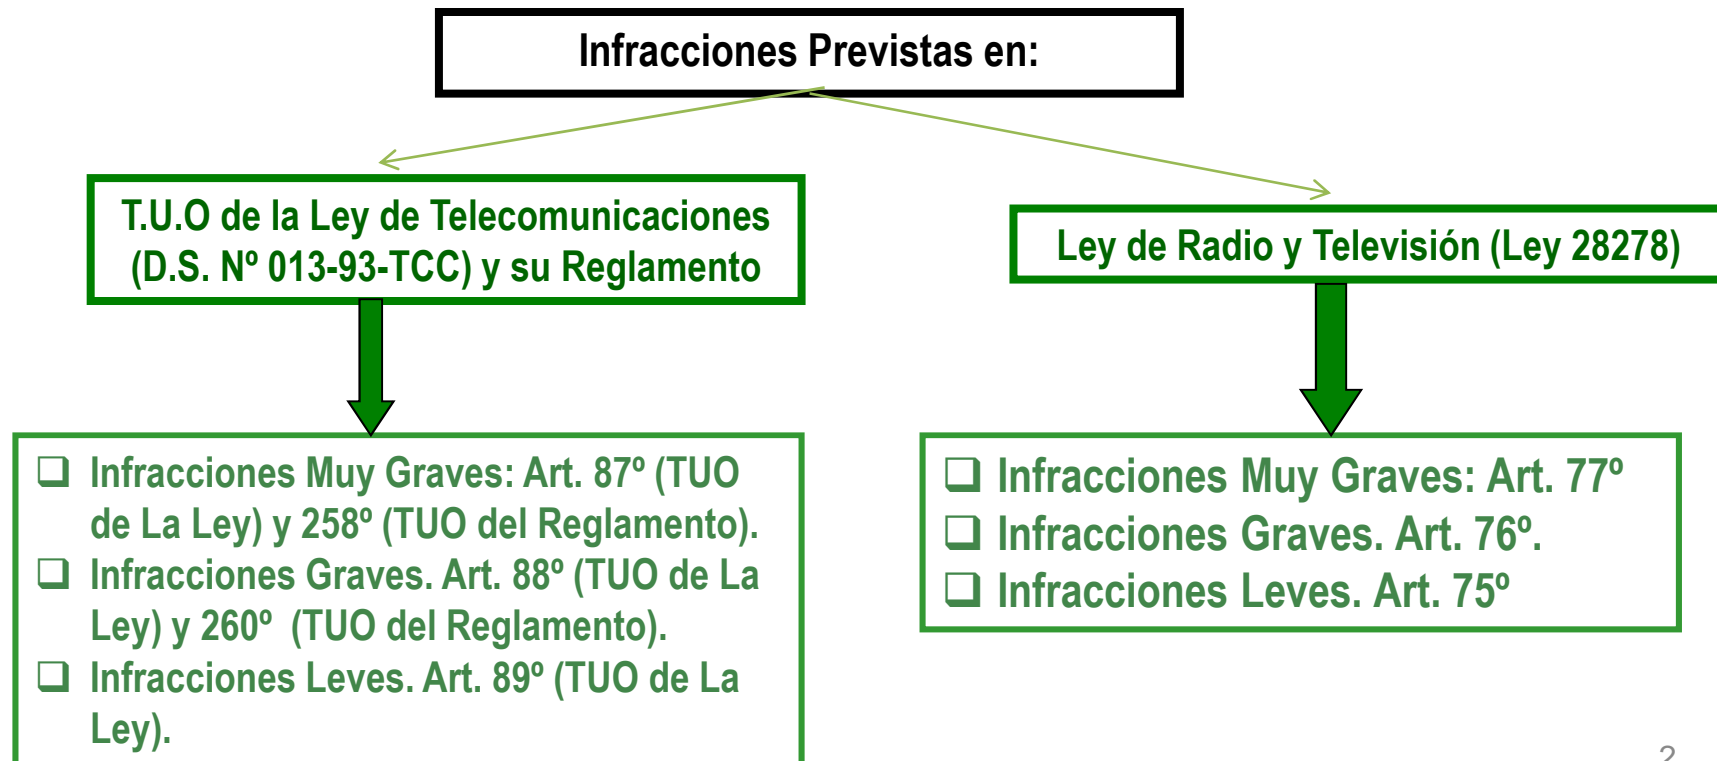 Infracciones Previstas en:
T.U.O de la Ley de Telecomunicaciones
(D.S. Nº 013-93-TCC) y su Reglamento
Ley de Radio y Televisión (Ley 28278)
Infracciones Muy Graves: Art. 87º (TUO
de La Ley) y 258º (TUO del Reglamento).
Infracciones Graves. Art. 88º (TUO de La
Ley) y 260º (TUO del Reglamento).
Infracciones Leves. Art. 89º (TUO de La
Ley).
Infracciones Muy Graves: Art. 77º
Infracciones Graves. Art. 76º.
Infracciones Leves. Art. 75º
2